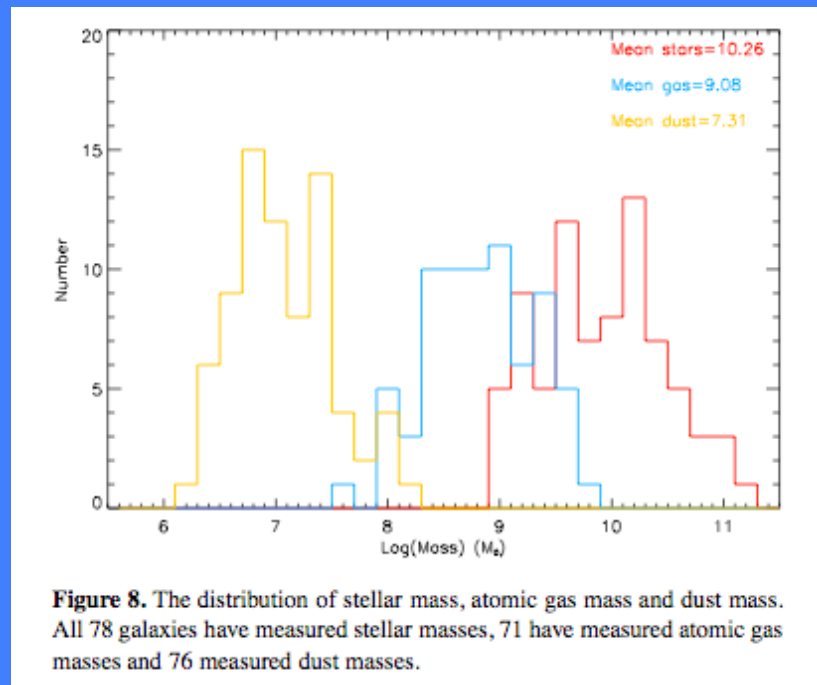 20
Mean stars=10.26
Mean gas=9.08
Mean dust=7.31
15
10
5
0
Number
6 7 8 9 10 11
Log(Mass)
Figure 8. The distribution of stellar mass, atomic gas mass and dust mass.
All 78 galaxies have measured stellar masses, 71 have measured atomic gas
masses and 76 measured dust masses.